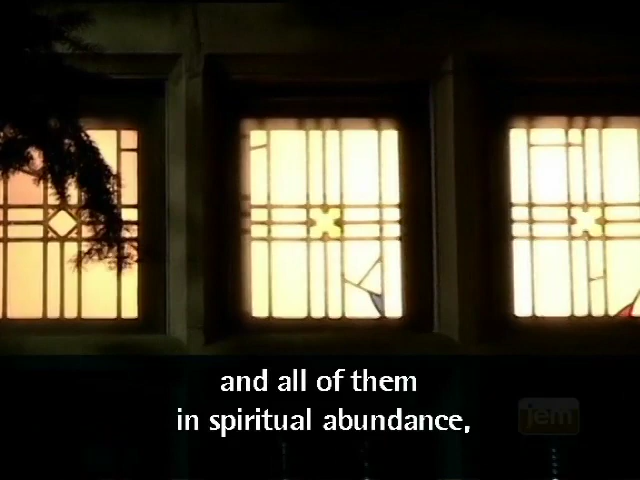 and all of them
in spiritual abundance,
jem